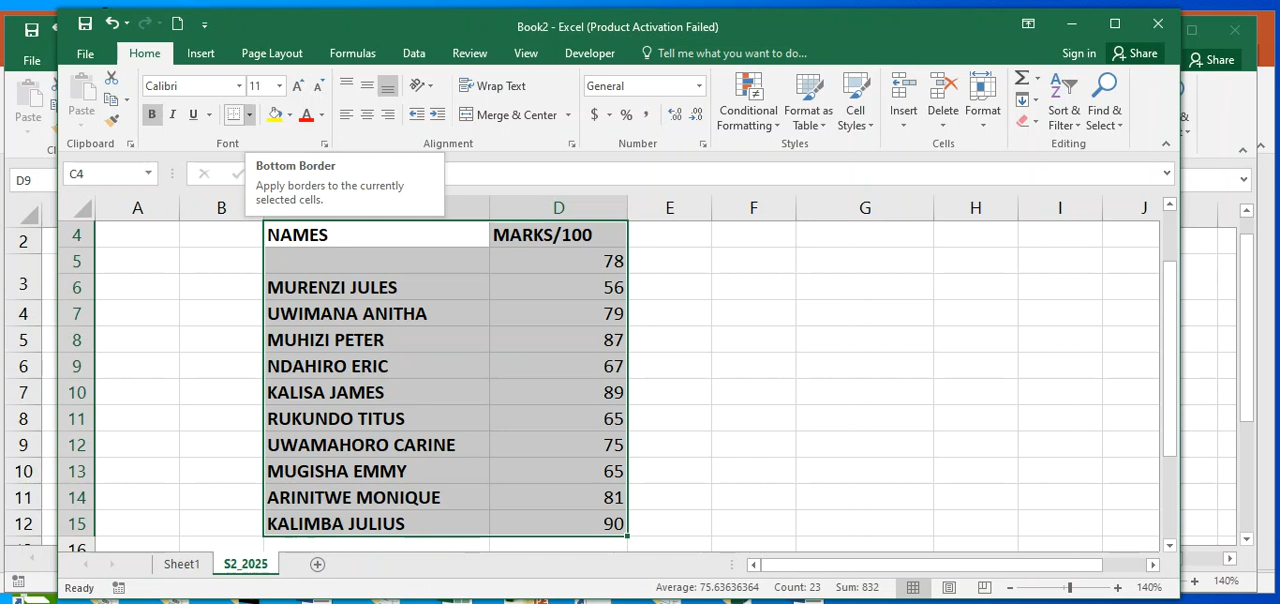 Book2 - Excel (Product Activation Failed)
File Home Insert Page Layout Formulas Data Review View Developer Tell me what you want to do... Sign in Share
File
Share
Paste
Calibri 11
B I U
Wrap Text
Merge & Center
General
$ % ,
Conditional Formatting
Format as Table
Cell Styles
Insert
Delete
Format
Sort & Filter
Find & Select
Paste
Clipboard Font Alignment Number Styles Cells Editing
Bottom Border
Apply borders to the currently
selected cells.
D9
C4
A B D E F G H I J
4 NAMES MARKS/100
5 78
6 MURENZI JULES 56
7 UWIMANA ANITHA 79
8 MUHIZI PETER 87
9 NDAHIRO ERIC 67
10 KALISA JAMES 89
11 RUKUNDO TITUS 65
12 UWAMAHORO CARINE 75
13 MUGISHA EMMY 65
14 ARINITWE MONIQUE 81
15 KALIMBA JULIUS 90
16
2
3
4
5
6
7
8
9
10
11
12
Sheet1 S2_2025
Ready Average: 75.63636364 Count: 23 Sum: 832 140%
140%